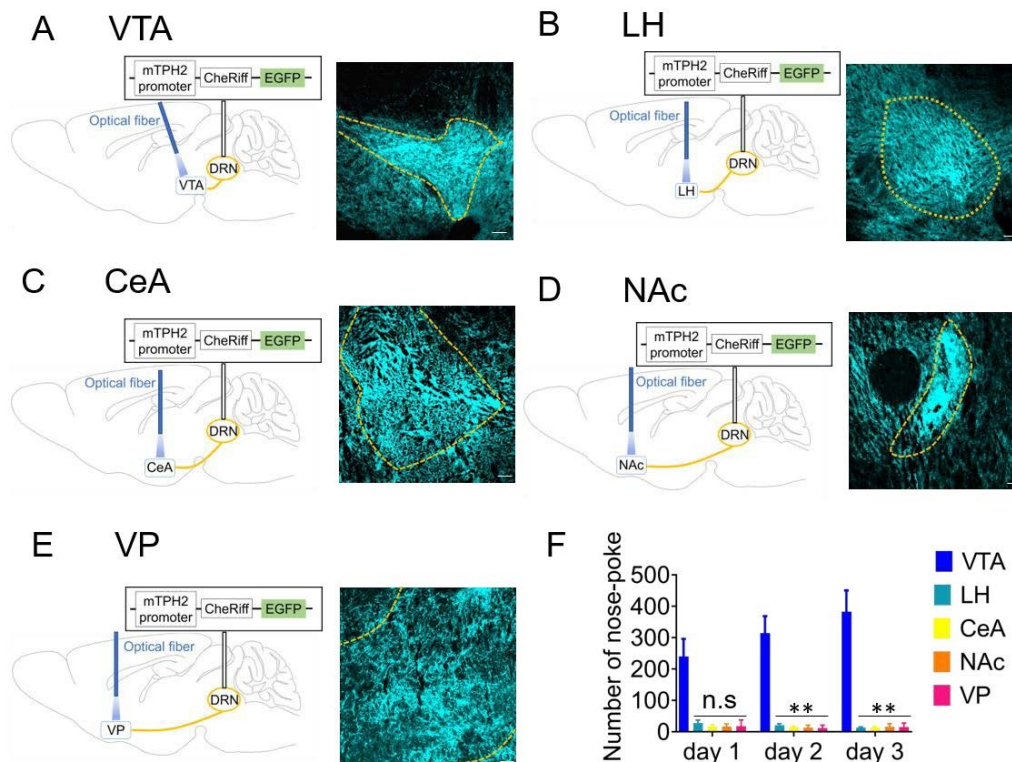 A VTA
mTPH2
promoter
CheRiff
EGFP
Optical fiber
DRN
VTA
B LH
mTPH2
promoter
CheRiff
EGFP
Optical fiber
DRN
LH
C CeA
mTPH2
promoter
CheRiff
EGFP
Optical fiber
DRN
CeA
D NAc
mTPH2
promoter
CheRiff
EGFP
Optical fiber
DRN
NAc
E VP
mTPH2
promoter
CheRiff
EGFP
Optical fiber
DRN
VP
F
Number of nose-poke
500
400
300
200
100
0
n.s
**
**
day 1 day 2 day 3
VTA
LH
CeA
NAc
VP